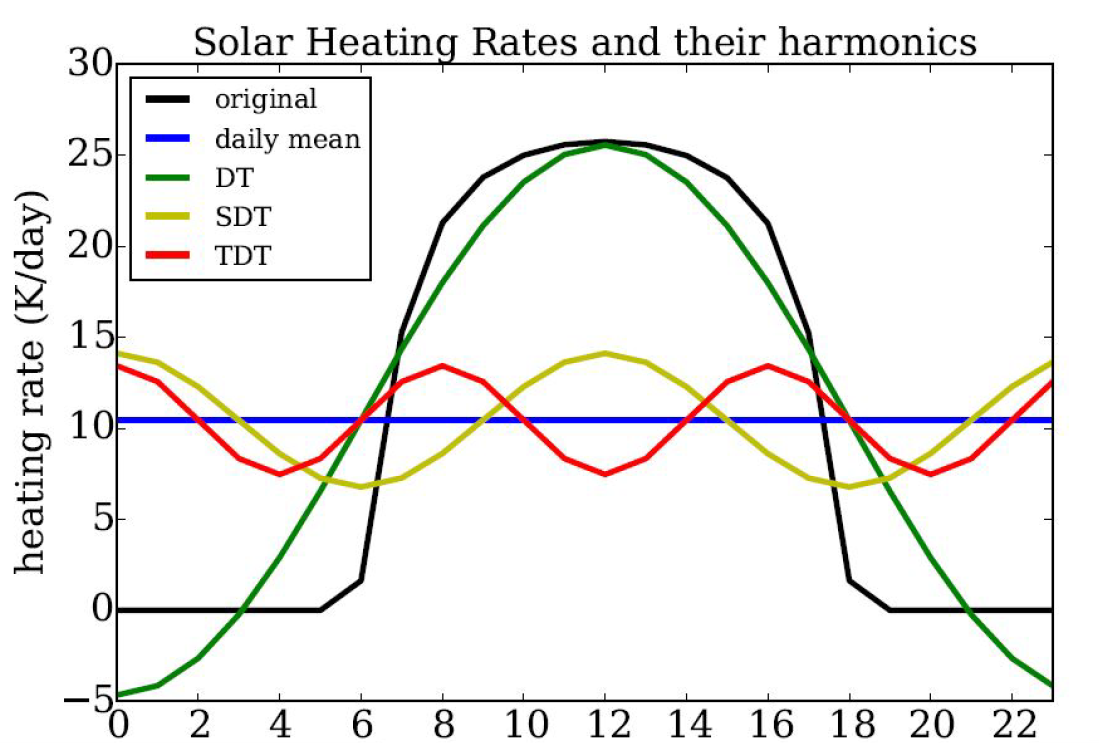 Solar Heating Rates and their harmonics
30
25
20
15
10
5
0
−5
heating rate (K/day)
original
daily mean
DT
SDT
TDT
0 2 4 6 8 10 12 14 16 18 20 22